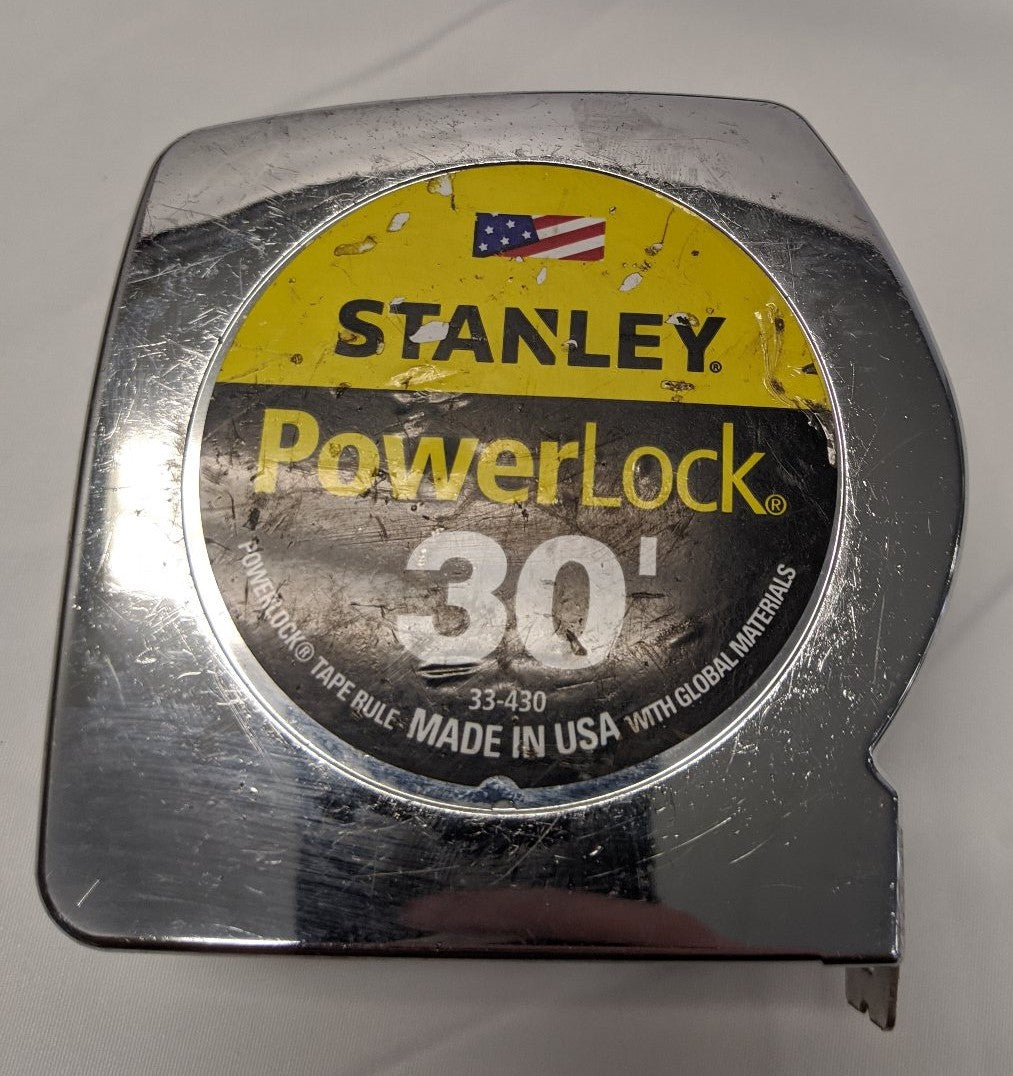 STANLEY®
PowerLock®
30'
33-430
POWERLOCK® TAPE RULE - MADE IN USA WITH GLOBAL MATERIALS